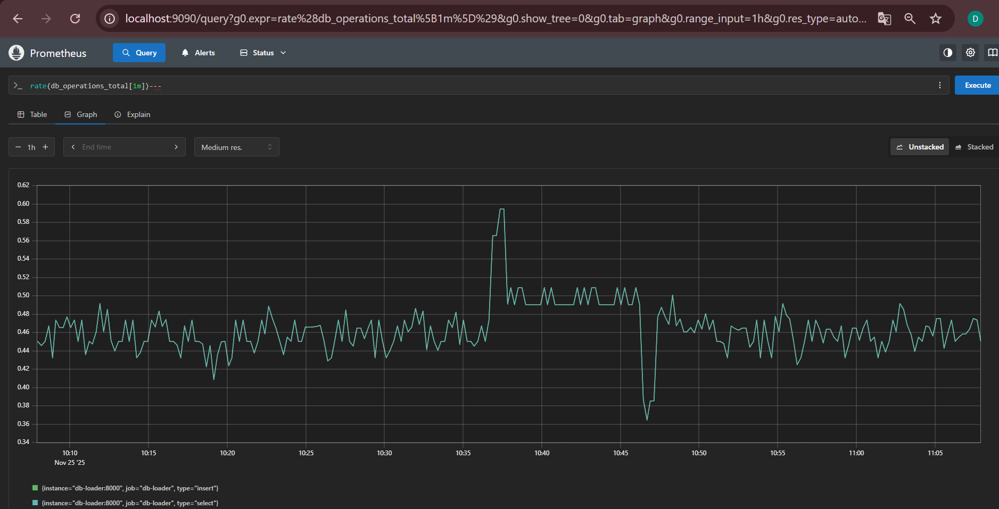 localhost:9090/query?g0.expr=rate%28db_operations_total%5B1m%5D%29&g0.show_tree=0&g0.tab=graph&g0.range_input=1h&g0.res_type=auto...
D
Prometheus
Query
Alerts
Status
rate(db_operations_total[1m])---
Execute
Table
Graph
Explain
1h
End time
Medium res.
Unstacked
Stacked
0.62
0.60
0.58
0.56
0.54
0.52
0.50
0.48
0.46
0.44
0.42
0.40
0.38
0.36
0.34
10:10
10:15
10:20
10:25
10:30
10:35
10:40
10:45
10:50
10:55
11:00
11:05
Nov 25 '25
{instance="db-loader:8000", job="db-loader", type="insert"}
{instance="db-loader:8000", job="db-loader", type="select"}